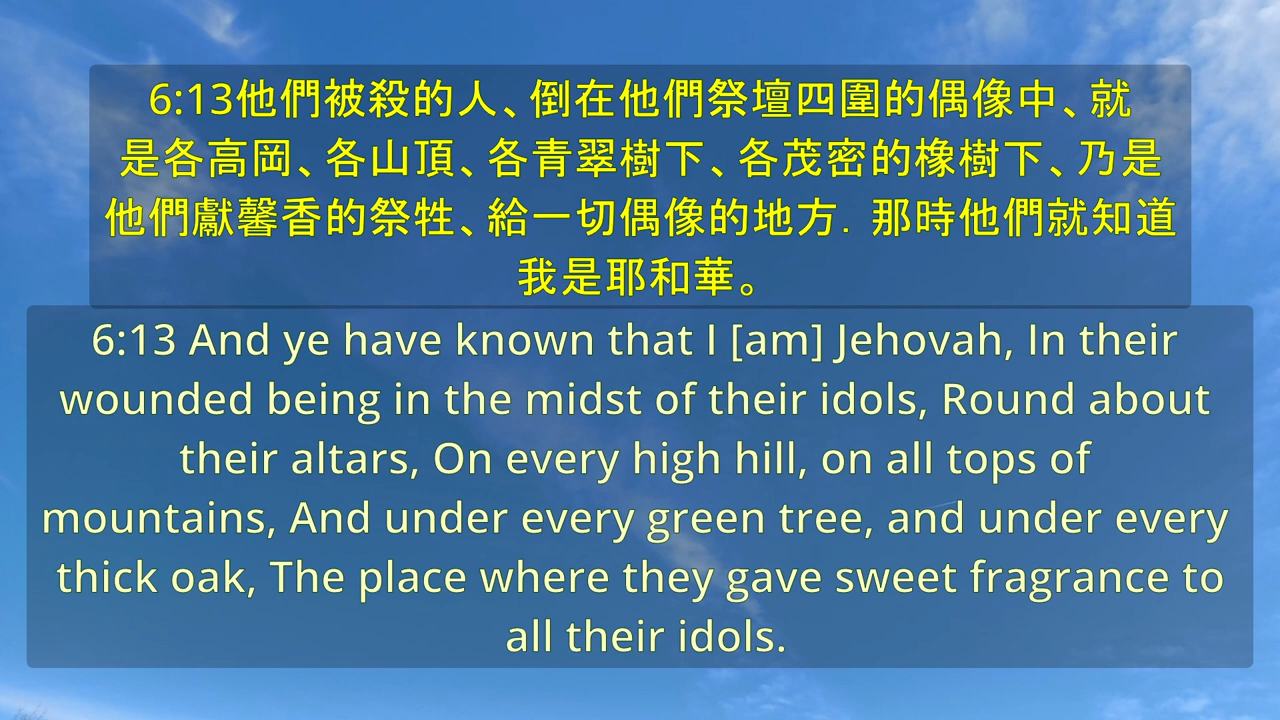 6:13他們被殺的人、倒在他們祭壇四圍的偶像中、就
是各高岡、各山頂、各青翠樹下、各茂密的橡樹下、乃是
他們獻馨香的祭牲、給一切偶像的地方．那時他們就知道
我是耶和華。
6:13 And ye have known that I [am] Jehovah, In their
wounded being in the midst of their idols, Round about
their altars, On every high hill, on all tops of
mountains, And under every green tree, and under every
thick oak, The place where they gave sweet fragrance to
all their idols.